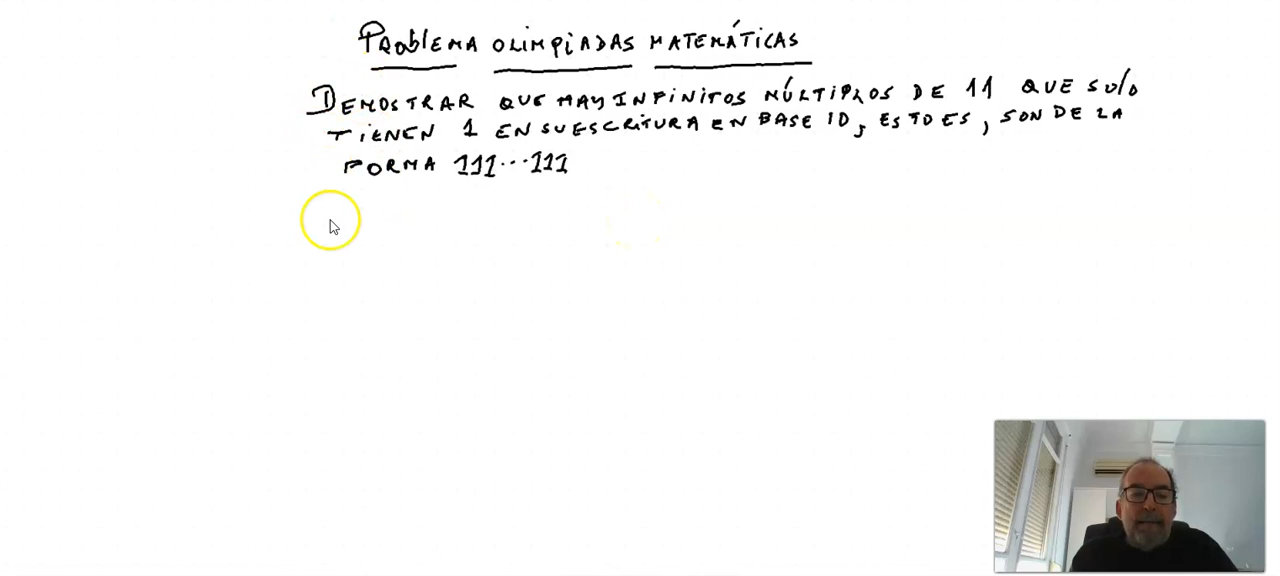 PRObLEMA OLIMPIADAS MATEMÁTICAS
DEMOSTRAR QUE HAY INFINITOS MÚLTIPLOS DE 11 QUE SOlO
TIENEN 1 EN SU ESCRITURA EN BASE 10, ESTO ES, SON DE LA
FORMA 111...111